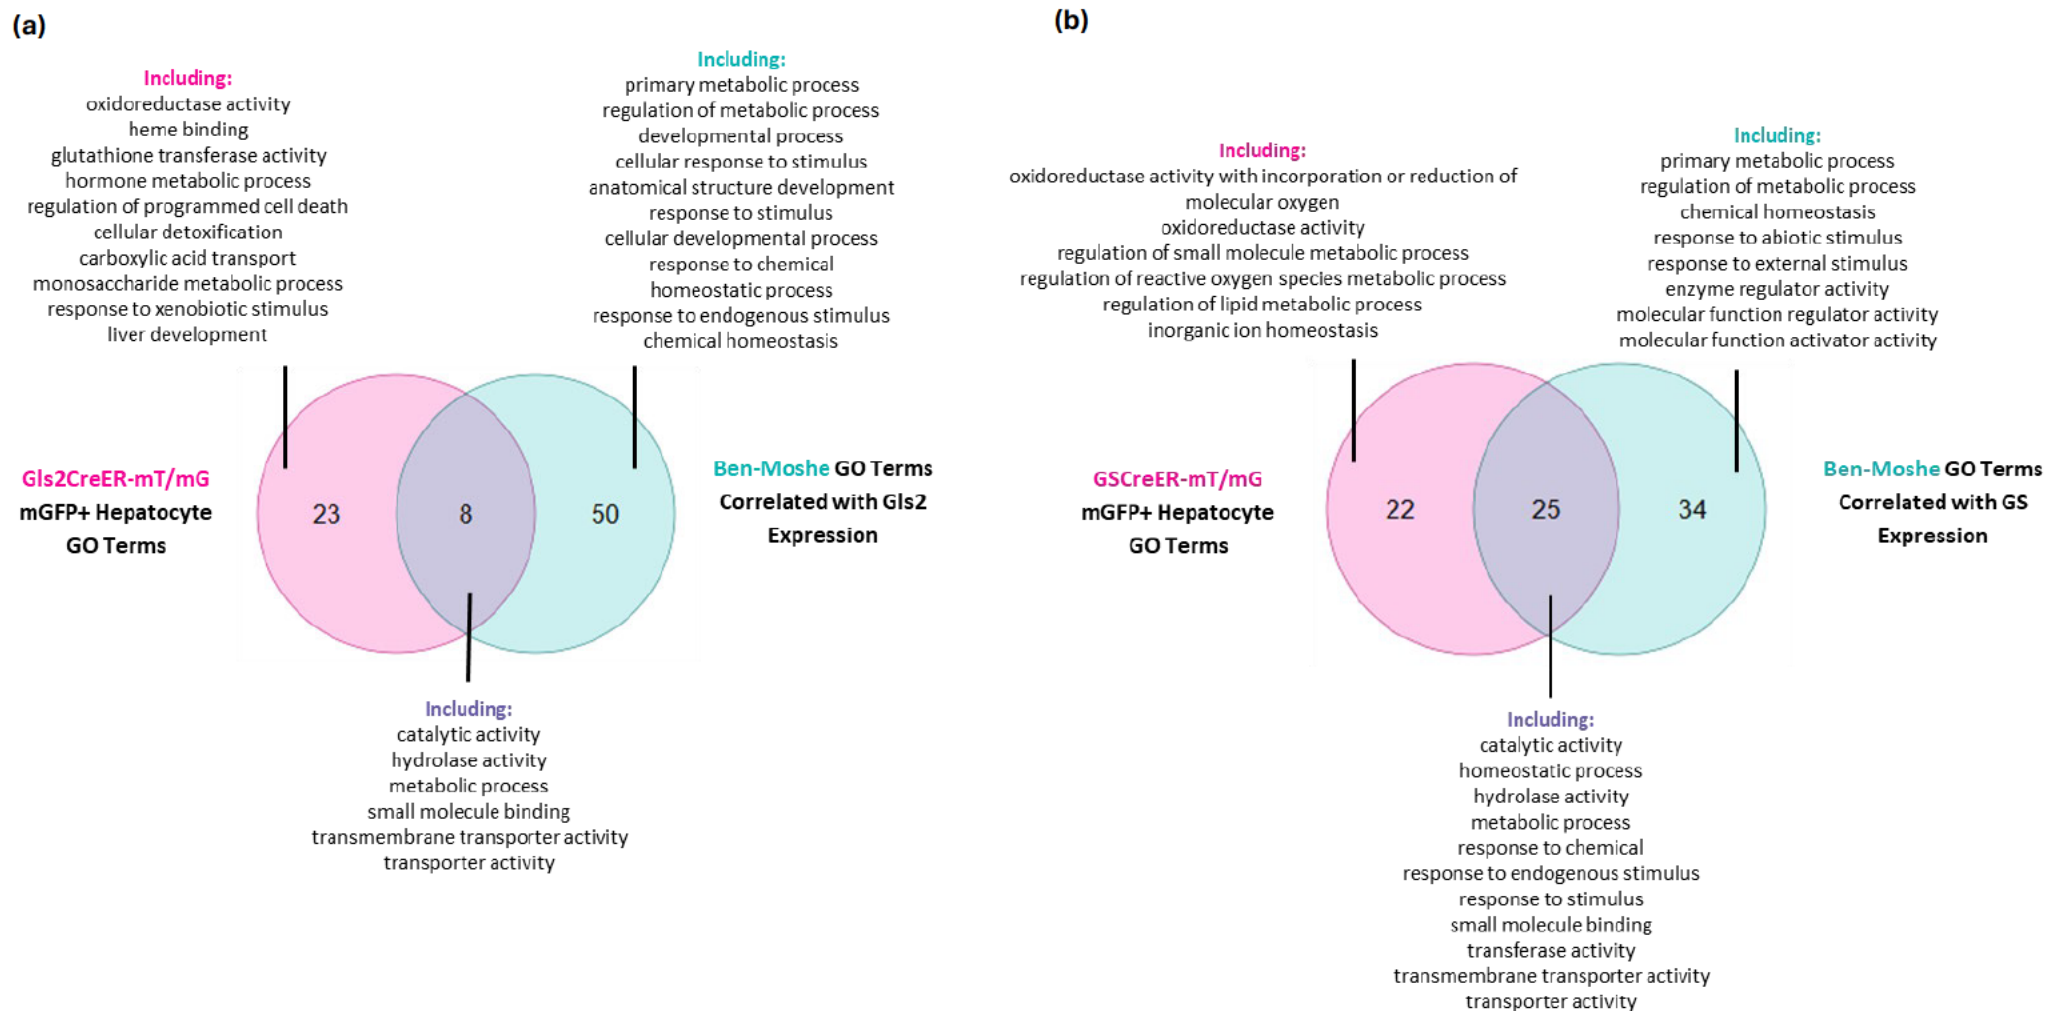 (a)
Including:
oxidoreductase activity
heme binding
glutathione transferase activity
hormone metabolic process
regulation of programmed cell death
cellular detoxification
carboxylic acid transport
monosaccharide metabolic process
response to xenobiotic stimulus
liver development
Including:
primary metabolic process
regulation of metabolic process
developmental process
cellular response to stimulus
anatomical structure development
response to stimulus
cellular developmental process
response to chemical
homeostatic process
response to endogenous stimulus
chemical homeostasis
Gls2CreER-mT/mG
mGFP+ Hepatocyte
GO Terms
23
8
50
Ben-Moshe GO Terms
Correlated with Gls2
Expression
Including:
catalytic activity
hydrolase activity
metabolic process
small molecule binding
transmembrane transporter activity
transporter activity
(b)
Including:
oxidoreductase activity with incorporation or reduction of
molecular oxygen
oxidoreductase activity
regulation of small molecule metabolic process
regulation of reactive oxygen species metabolic process
regulation of lipid metabolic process
inorganic ion homeostasis
Including:
primary metabolic process
regulation of metabolic process
chemical homeostasis
response to abiotic stimulus
response to external stimulus
enzyme regulator activity
molecular function regulator activity
molecular function activator activity
GSCreER-mT/mG
mGFP+ Hepatocyte
GO Terms
22
25
34
Ben-Moshe GO Terms
Correlated with GS
Expression
Including:
catalytic activity
homeostatic process
hydrolase activity
metabolic process
response to chemical
response to endogenous stimulus
response to stimulus
small molecule binding
transferase activity
transmembrane transporter activity
transporter activity